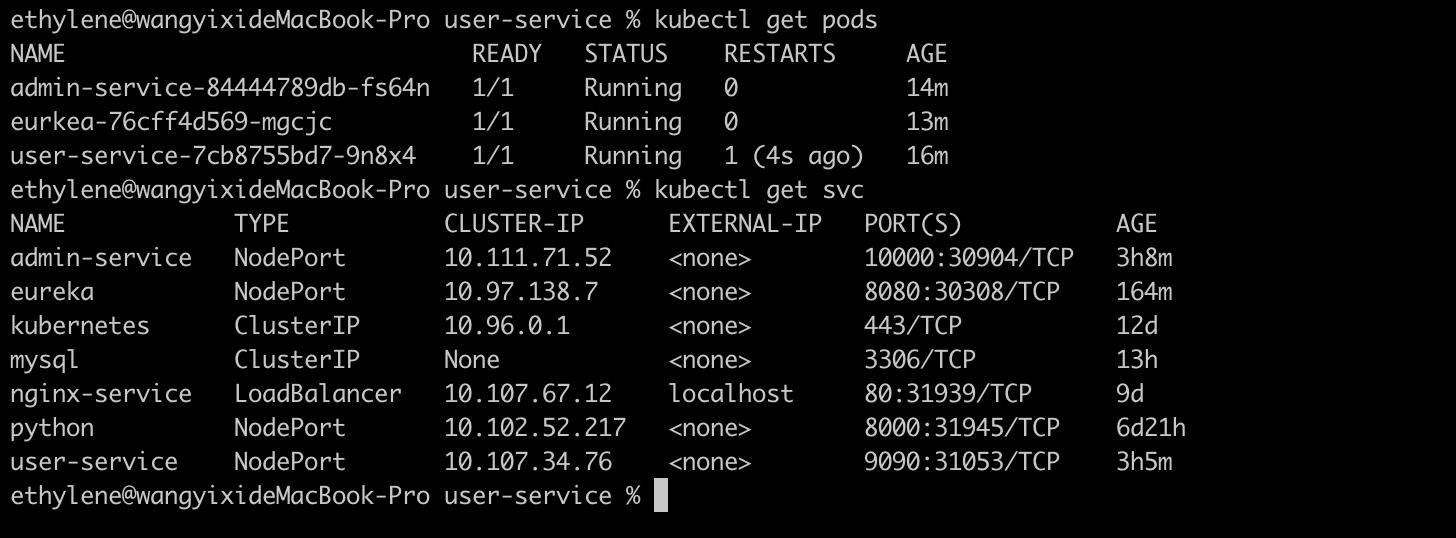 ethylene@wangyixideMacBook-Pro user-service % kubectl get pods
NAME READY STATUS RESTARTS AGE
admin-service-84444789db-fs64n 1/1 Running 0 14m
eurkea-76cff4d569-mgcjc 1/1 Running 0 13m
user-service-7cb8755bd7-9n8x4 1/1 Running 1 (4s ago) 16m
ethylene@wangyixideMacBook-Pro user-service % kubectl get svc
NAME TYPE CLUSTER-IP EXTERNAL-IP PORT(S) AGE
admin-service NodePort 10.111.71.52 <none> 10000:30904/TCP 3h8m
eureka NodePort 10.97.138.7 <none> 8080:30308/TCP 164m
kubernetes ClusterIP 10.96.0.1 <none> 443/TCP 12d
mysql ClusterIP None <none> 3306/TCP 13h
nginx-service LoadBalancer 10.107.67.12 localhost 80:31939/TCP 9d
python NodePort 10.102.52.217 <none> 8000:31945/TCP 6d21h
user-service NodePort 10.107.34.76 <none> 9090:31053/TCP 3h5m
ethylene@wangyixideMacBook-Pro user-service %